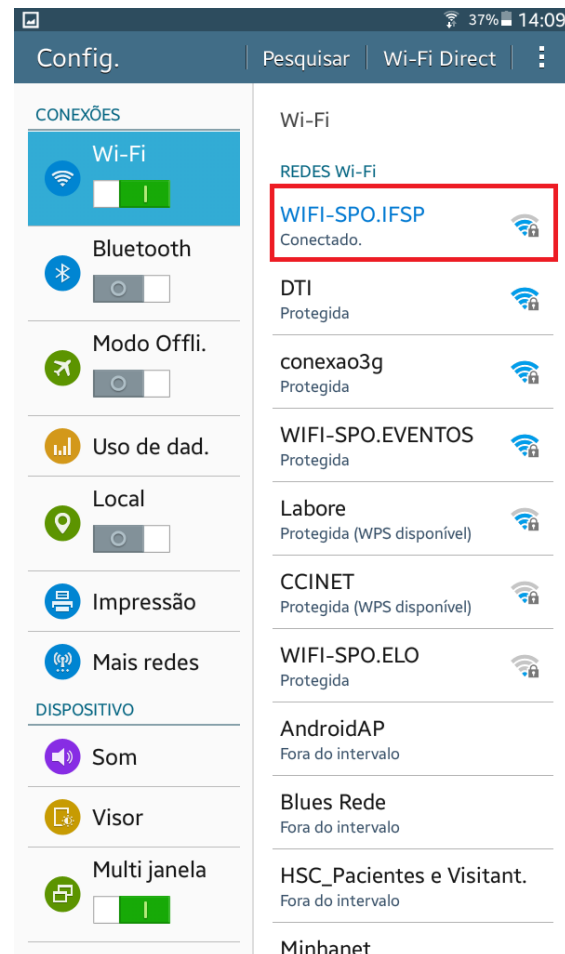 37% 14:09
Config.
Pesquisar
Wi-Fi Direct
CONEXÕES
Wi-Fi
Bluetooth
Modo Offli.
Uso de dad.
Local
Impressão
Mais redes
DISPOSITIVO
Som
Visor
Multi janela
Wi-Fi
REDES Wi-Fi
WIFI-SPO.IFSP
Conectado.
DTI
Protegida
conexao3g
Protegida
WIFI-SPO.EVENTOS
Protegida
Labore
Protegida (WPS disponível)
CCINET
Protegida (WPS disponível)
WIFI-SPO.ELO
Protegida
AndroidAP
Fora do intervalo
Blues Rede
Fora do intervalo
HSC_Pacientes e Visitant.
Fora do intervalo
Minhanet